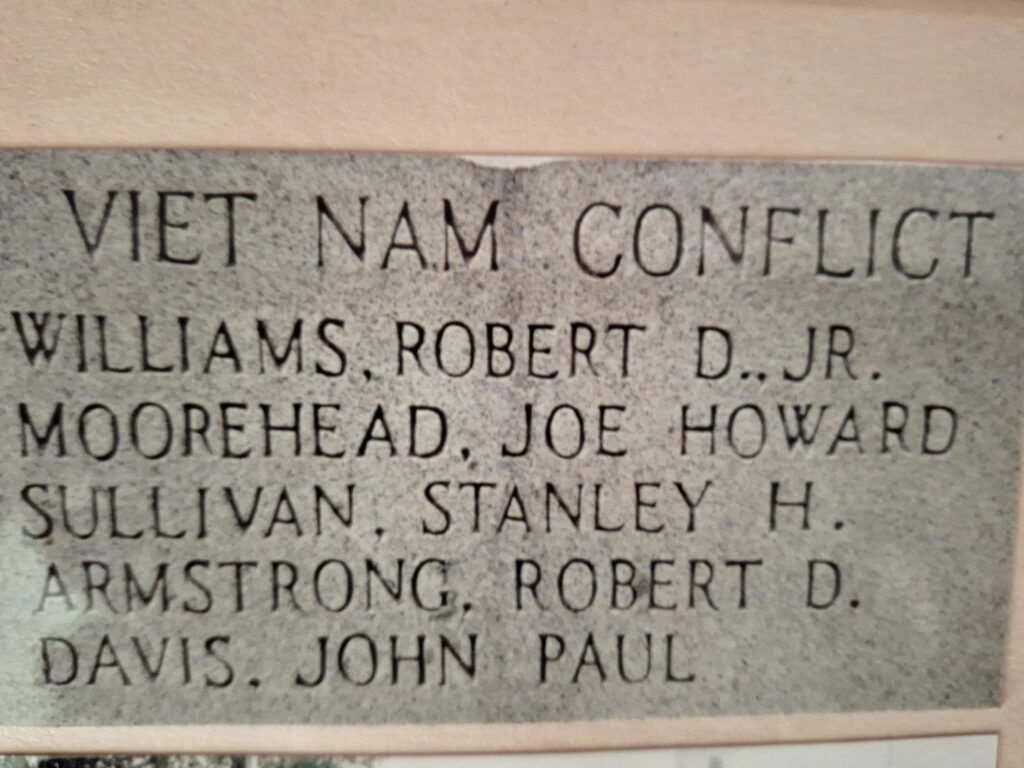 VIET NAM CONFLICT
WILLIAMS, ROBERT D., JR.
MOOREHEAD, JOE HOWARD
SULLIVAN, STANLEY H.
ARMSTRONG, ROBERT D.
DAVIS, JOHN PAUL